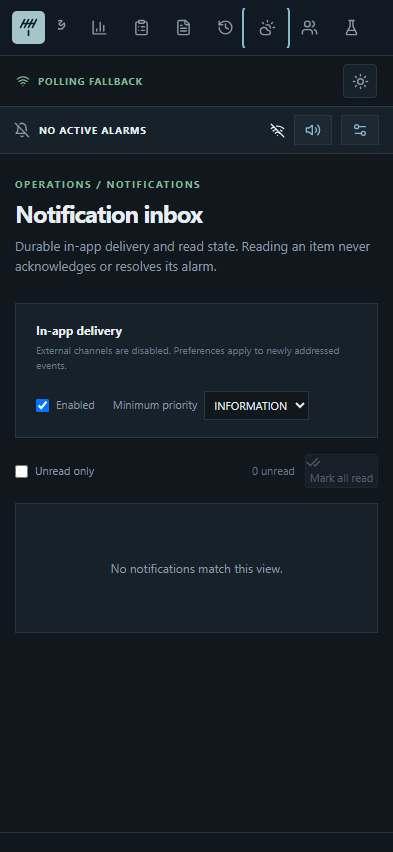 POLLING FALLBACK
NO ACTIVE ALARMS
OPERATIONS / NOTIFICATIONS
Notification inbox
Durable in-app delivery and read state. Reading an item never
acknowledges or resolves its alarm.
In-app delivery
External channels are disabled. Preferences apply to newly addressed
events.
Enabled
Minimum priority
INFORMATION
Unread only
0 unread
Mark all read
No notifications match this view.